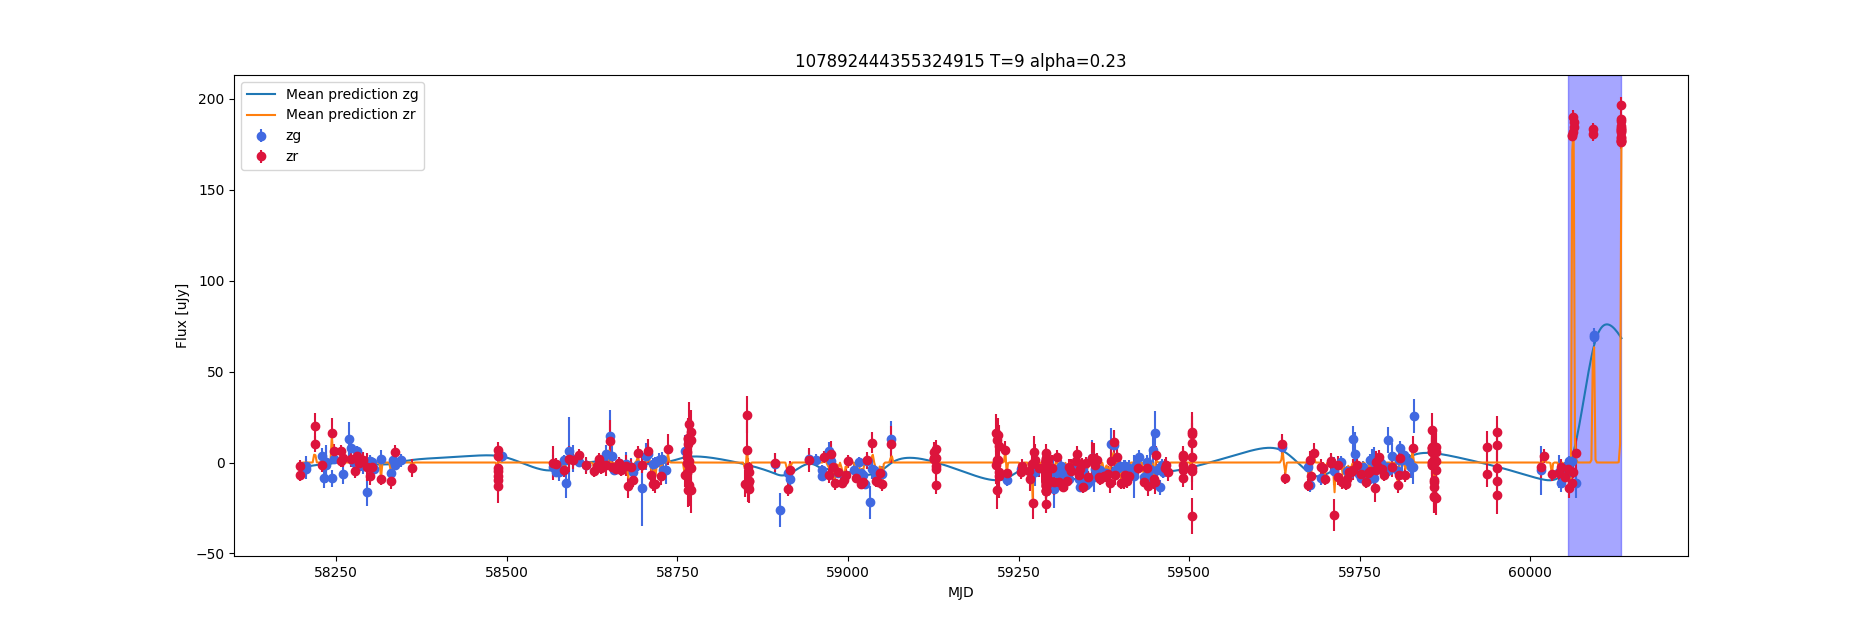 107892444355324915 T=9 alpha=0.23
Mean prediction zg
Mean prediction zr
zg
zr
200
150
100
50
0
−50
Flux [uJy]
58250 58500 58750 59000 59250 59500 59750 60000
MJD